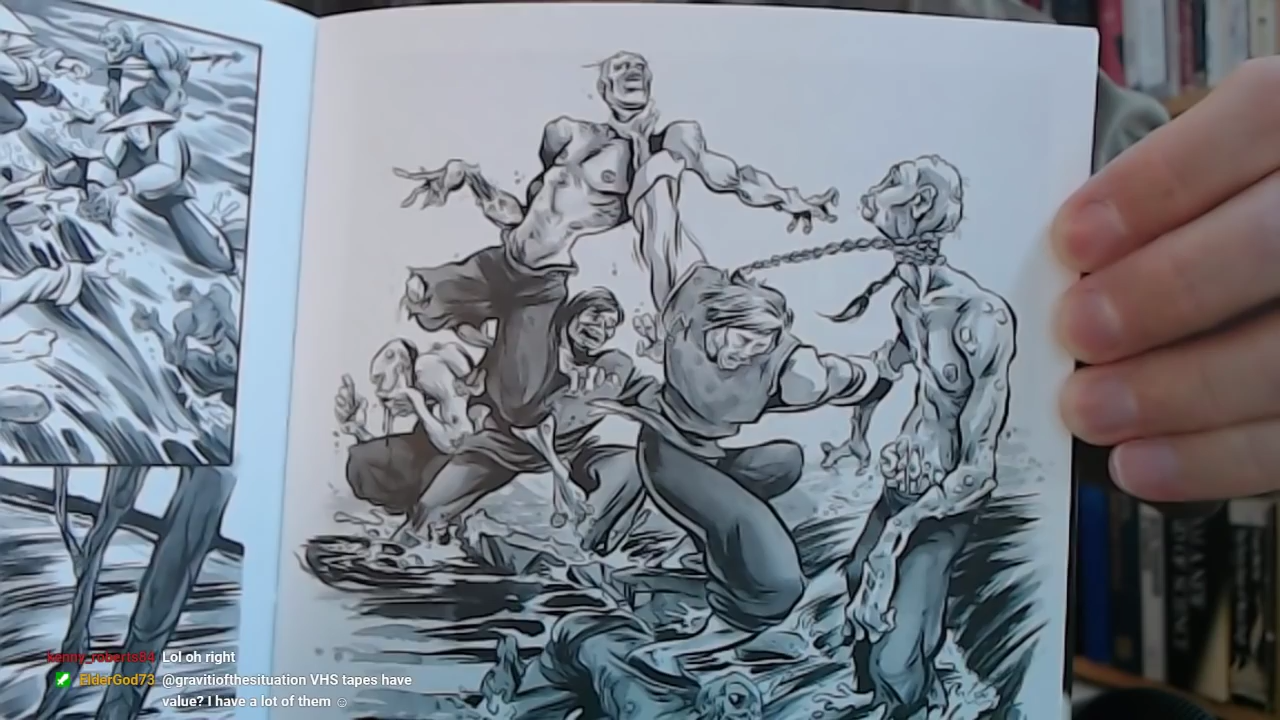 kenny_roberts84 Lol oh right
ElderGod73 @gravitiofthesituation VHS tapes have
value? I have a lot of them ☺